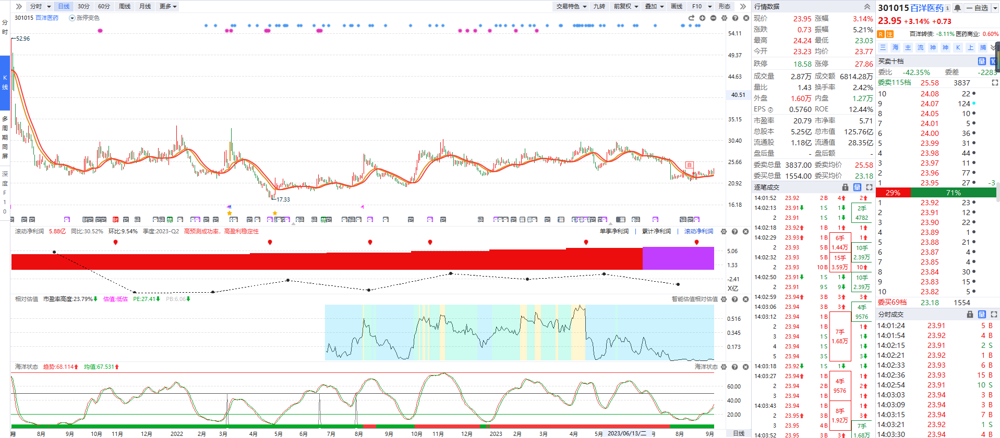 分时 日线 30分 60分 周线 月线 更多 交易特色 九转 前复权 叠加 画线 F10 形态
301015 百洋医药 涨停变色
分时
K线
多周期同屏
深度F10
52.96
17.33
54.11
49.37
44.63
40.51
35.15
30.40
25.66
20.92
16.18
滚动净利润 5.88亿 同比:30.52% 环比:9.54% 季度:2023-Q2 高预测成功率，高盈利稳定性 单季净利润 | 累计净利润 | 滚动净利润
5.06
1.33
-2.41
X亿
相对估值 市盈率高度:23.79% 估值:低估 PE:27.41 PB:6.06 智能估值相对估值
0.516
0.345
0.173
海洋状态 趋势:68.114 均值:67.531 海洋状态
60.00
40.00
20.00
8月 9月 10月 11月 12月 2022 2月 3月 4月 5月 6月 7月 8月 9月 10月 11月 12月 2023 2月 3月 4月 5月 2023/06/13/二 8月 9月 日线
行情数据
现价 23.95 涨幅 3.14%
涨跌 0.73 振幅 5.21%
最高 24.24 最低 23.03
今开 23.23 均价 23.77
跌停 18.58 涨停 27.86
成交量 2.87万 成交额 6814.28万
量比 1.43 换手率 2.42%
外盘 1.60万 内盘 1.27万
EPS② 0.5760 ROE 12.44%
市盈率 20.79 市净率 5.71
总股本 5.25亿 总市值 125.76亿
流通股 1.18亿 流通值 28.35亿
盘后量 - 盘后额 -
委卖总量 3837.00 委卖均价 25.58
委买总量 1554.00 委买均价 23.18
逐笔成交 量
14:01:52 23.92 2 B 4 2
14:02:13 23.91 1 S 1 2手
2 23.91 1 S 1 4782
14:02:18 23.92 1 B 1 1
14:02:29 23.93 1 B 6手 1
2 23.93 5 B 1.44万 10手
14:02:32 23.93 5 B 15手 2.39万
2 23.93 10 B 3.59万 10
14:02:50 23.91 1 S 1 10手
2 23.91 9 S 9 2.39万
14:02:59 23.94 3 B 3 3
14:03:06 23.94 3 B 3 4手
14:03:12 23.94 1 B 9576
2 23.94 1 B 7手 1
3 23.94 1 S 1.68万 1
4 23.94 1 S 1
5 23.94 3 S 3
14:03:18 23.92 1 S 1 1
14:03:27 23.94 1 B 4手 1
2 23.94 2 B 9576 2
3 23.94 1 B 1
14:03:43 23.94 1 B 8手 1
2 23.95 3 B 1.92万 3
3 23.95 4 B 7手
14:03:52 23.95 3 B 3 1.68万
301015 百洋医药 自选
23.95 +3.14% +0.73
R 注 百洋转债: -8.11% 医药商业: 0.60%
三 海 主 流 神 神 K 上 捕
买卖十档 量
委比 -42.35% 委差 -2283
委卖115档 25.58 3837
10 24.08 22
9 24.07 124
8 24.05 10
7 24.01 5
6 24.00 36
5 23.99 31
4 23.98 44
3 23.97 11
2 23.96 77
1 23.95 27 -3
29% 71%
1 23.92 23
2 23.91 12
3 23.90 22
4 23.89 1
5 23.88 21
6 23.87 4
7 23.85 4
8 23.84 30
9 23.83 15
10 23.82 5
委买69档 23.18 1554
分时成交 量
14:01:24 23.91 5 B
14:01:54 23.92 4 B
14:02:15 23.91 2 S
14:02:21 23.92 1 B
14:02:33 23.93 6 B
14:02:36 23.93 15 B
14:02:54 23.91 10 S
14:03:03 23.94 3 B
14:03:09 23.94 3 B
14:03:15 23.94 7 B
14:03:21 23.92 1 S
14:03:30 23.94 4 B